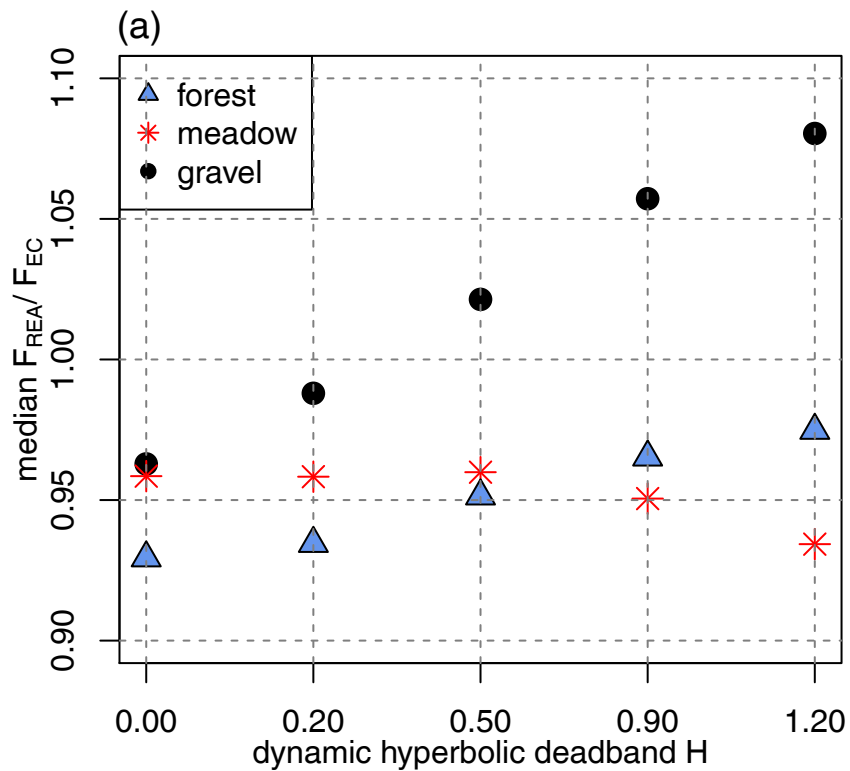 (a)
forest
meadow
gravel
median F_REA / F_EC
1.10
1.05
1.00
0.95
0.90
0.00 0.20 0.50 0.90 1.20
dynamic hyperbolic deadband H